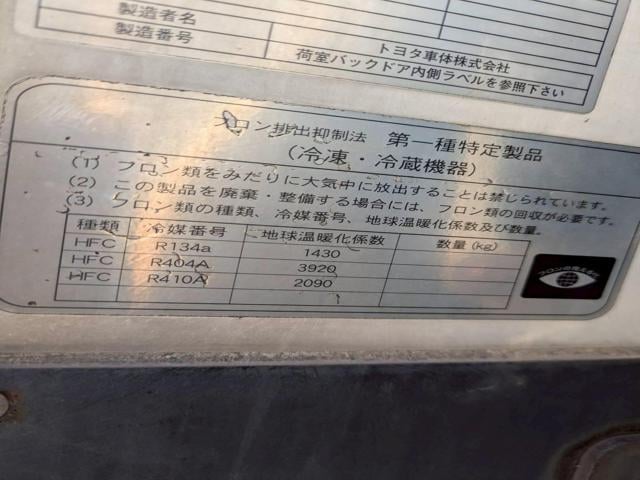 製造者名 トヨタ車体株式会社
製造番号 荷室バックドア内側ラベルを参照下さい
フロン排出抑制法 第一種特定製品
(冷凍・冷蔵機器)
(1) フロン類をみだりに大気中に放出することは禁じられています。
(2) この製品を廃棄・整備する場合には、フロン類の回収が必要です。
(3) フロン類の種類、冷媒番号、地球温暖化係数及び数量。
種類 冷媒番号 地球温暖化係数 数量(kg)
HFC R134a 1430
HFC R404A 3920
HFC R410A 2090